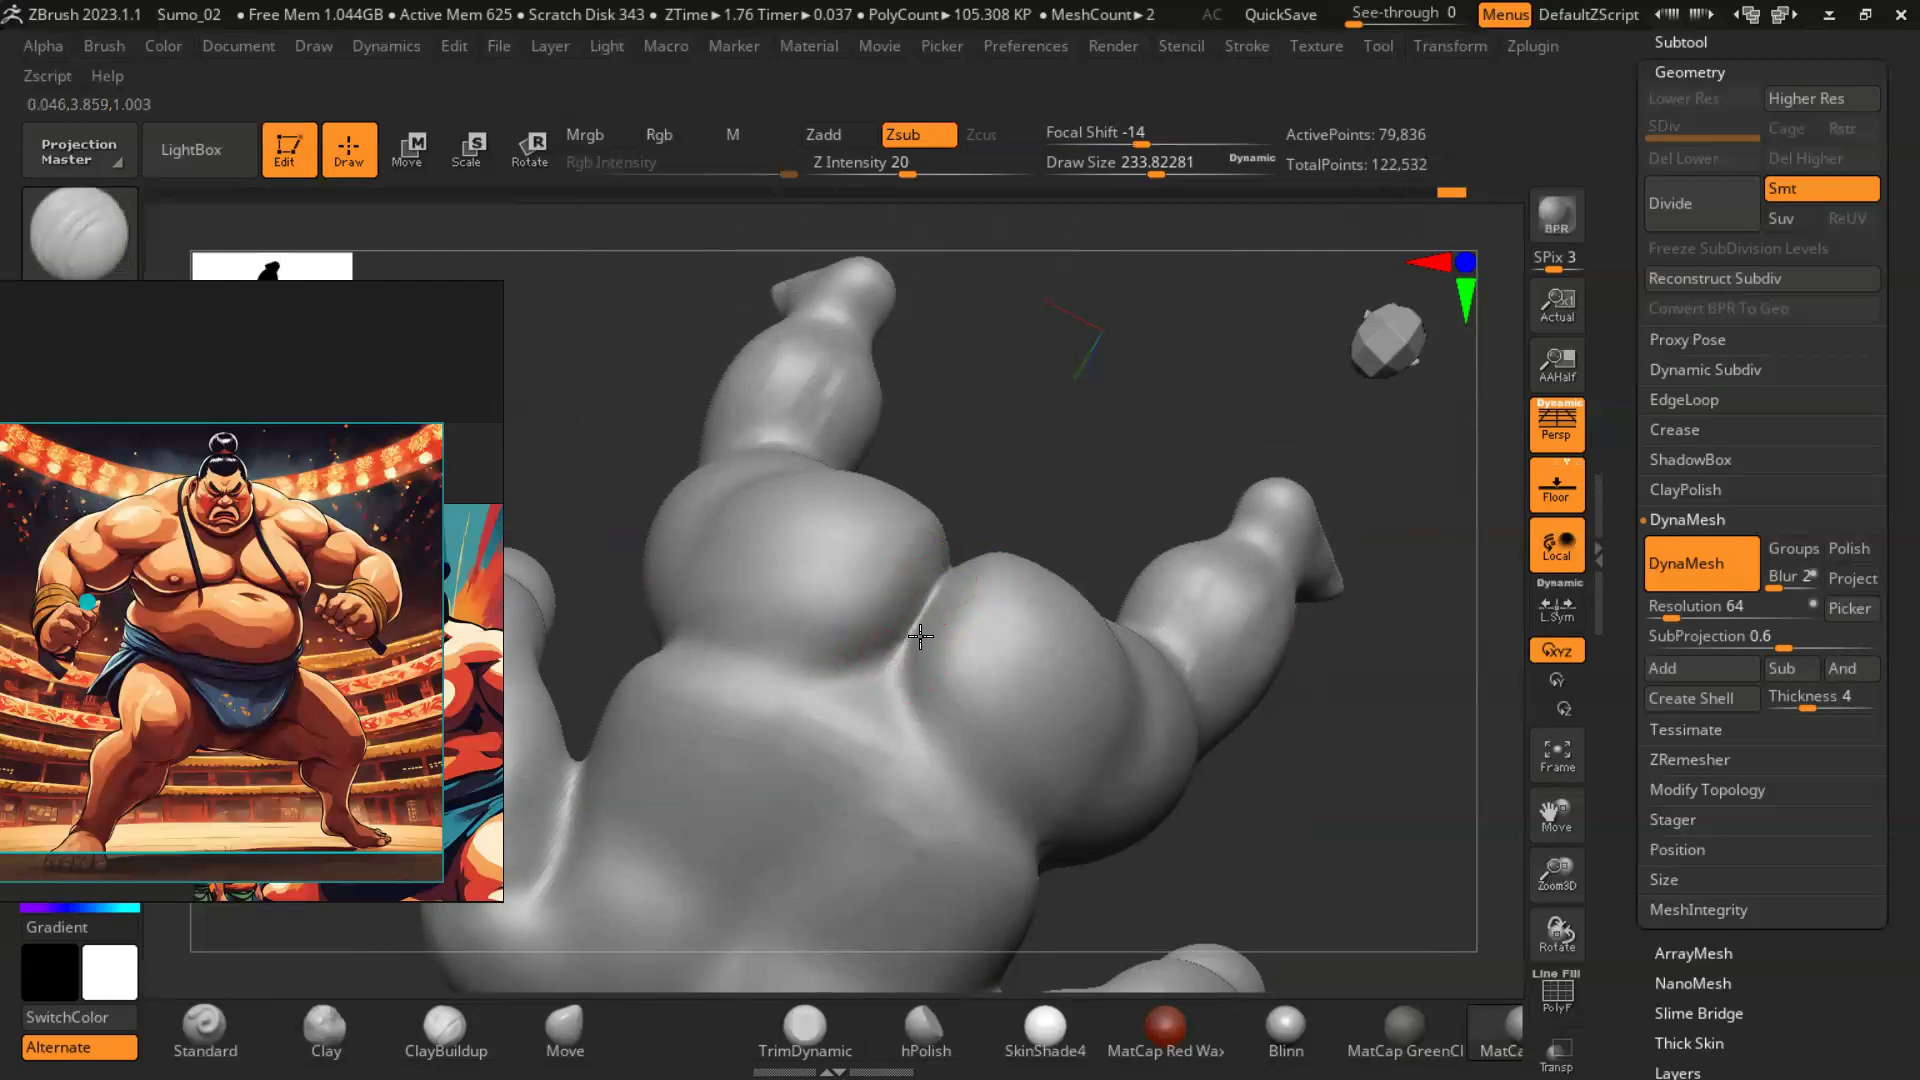 ZBrush 2023.1.1 Sumo_02 ● Free Mem 1.044GB ● Active Mem 625 ● Scratch Disk 343 ● ZTime►1.76 Timer►0.037 ● PolyCount►105.308 KP ● MeshCount►2 AC QuickSave See-through 0 Menus DefaultZScript
Alpha Brush Color Document Draw Dynamics Edit File Layer Light Macro Marker Material Movie Picker Preferences Render Stencil Stroke Texture Tool Transform Zplugin
Zscript Help
0.046,3.859,1.003
Projection Master
LightBox
Edit
Draw
Move
Scale
Rotate
Mrgb Rgb M
Rgb Intensity
Zadd Zsub Zcut
Z Intensity 20
Focal Shift -14
Draw Size 233.82281
Dynamic
ActivePoints: 79,836
TotalPoints: 122,532
BPR
SPix 3
Actual
AAHalf
Dynamic
Persp
Floor
Local
Dynamic
L.Sym
XYZ
Frame
Move
Zoom3D
Rotate
Line Fill
PolyF
Transp
Subtool
Geometry
Lower Res Higher Res
SDiv Cage Rstr
Del Lower Del Higher
Divide Smt
Suv ReUV
Freeze SubDivision Levels
Reconstruct Subdiv
Convert BPR To Geo
Proxy Pose
Dynamic Subdiv
EdgeLoop
Crease
ShadowBox
ClayPolish
DynaMesh
DynaMesh Groups Polish
Blur 2 Project
Resolution 64 Picker
SubProjection 0.6
Add Sub And
Create Shell Thickness 4
Tessimate
ZRemesher
Modify Topology
Stager
Position
Size
MeshIntegrity
ArrayMesh
NanoMesh
Slime Bridge
Thick Skin
Layers
Gradient
SwitchColor
Alternate
Standard Clay ClayBuildup Move TrimDynamic hPolish SkinShade4 MatCap Red Wax Blinn MatCap GreenCl MatCa